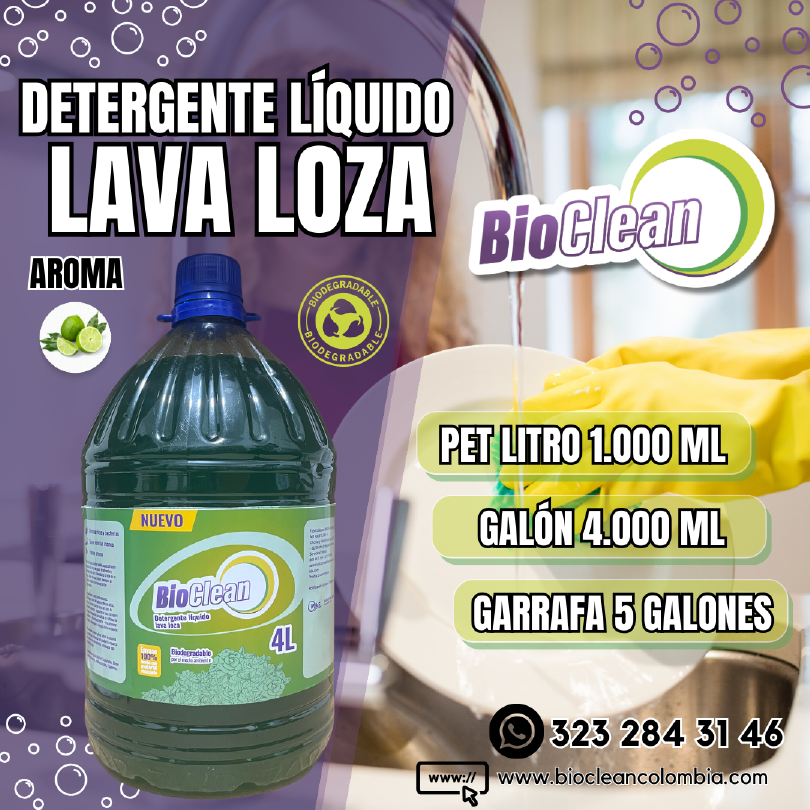 DETERGENTE LÍQUIDO
LAVA LOZA
BioClean
AROMA
BIODEGRADABLE
BIODEGRADABLE
PET LITRO 1.000 ML
GALÓN 4.000 ML
GARRAFA 5 GALONES
NUEVO
BioClean
Detergente líquido
lava loza
4L
100%
Biodegradable
323 284 31 46
www://
www.biocleancolombia.com